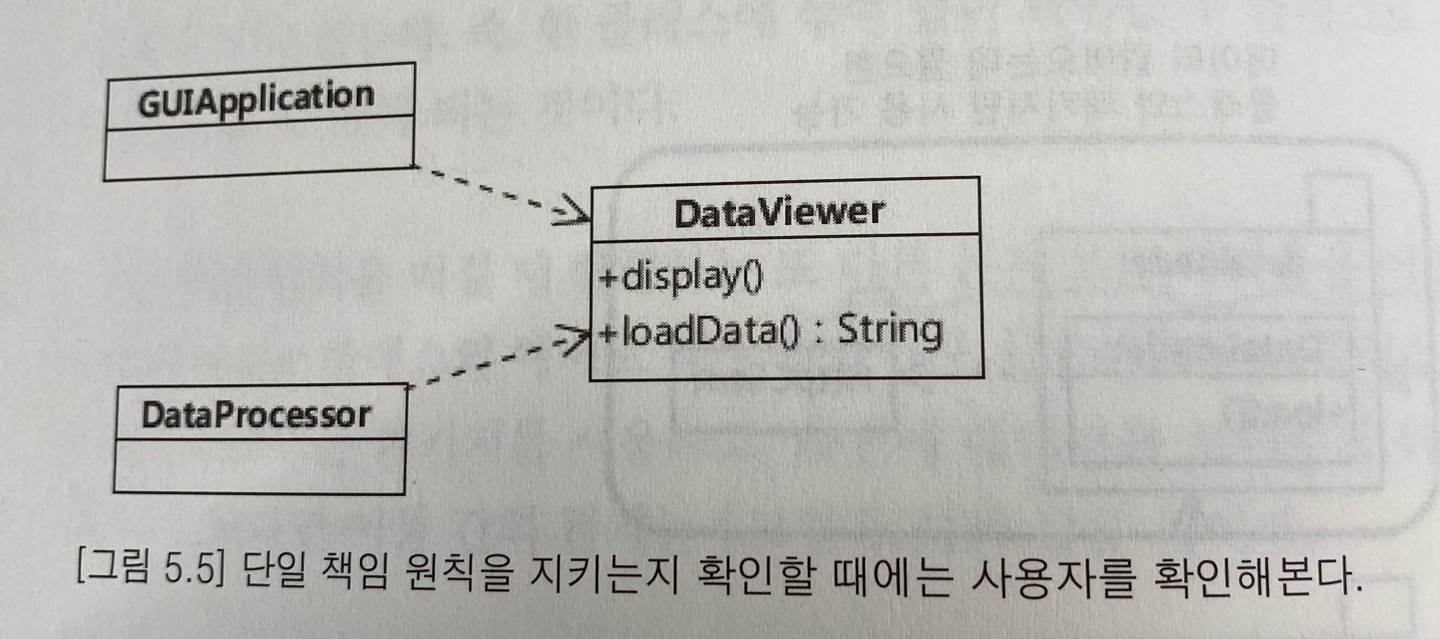 GUIApplication
DataViewer
+display()
+loadData() : String
DataProcessor
[그림 5.5] 단일 책임 원칙을 지키는지 확인할 때에는 사용자를 확인해본다.